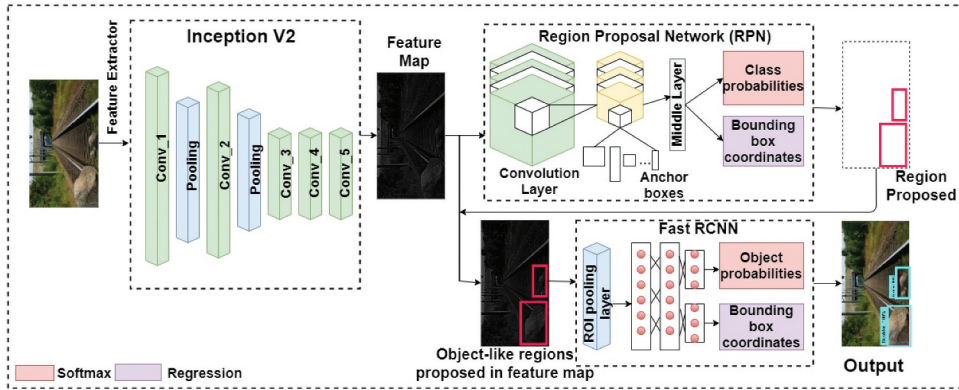 Feature Extractor
Inception V2
Conv_1
Pooling
Conv_2
Pooling
Conv_3
Conv_4
Conv_5
Feature
Map
Region Proposal Network (RPN)
Convolution
Layer
Anchor
boxes
Middle Layer
Class
probabilities
Bounding
box
coordinates
Region
Proposed
Object-like regions
proposed in feature map
Fast RCNN
ROI pooling
layer
Object
probabilities
Bounding
box
coordinates
Output
Softmax
Regression